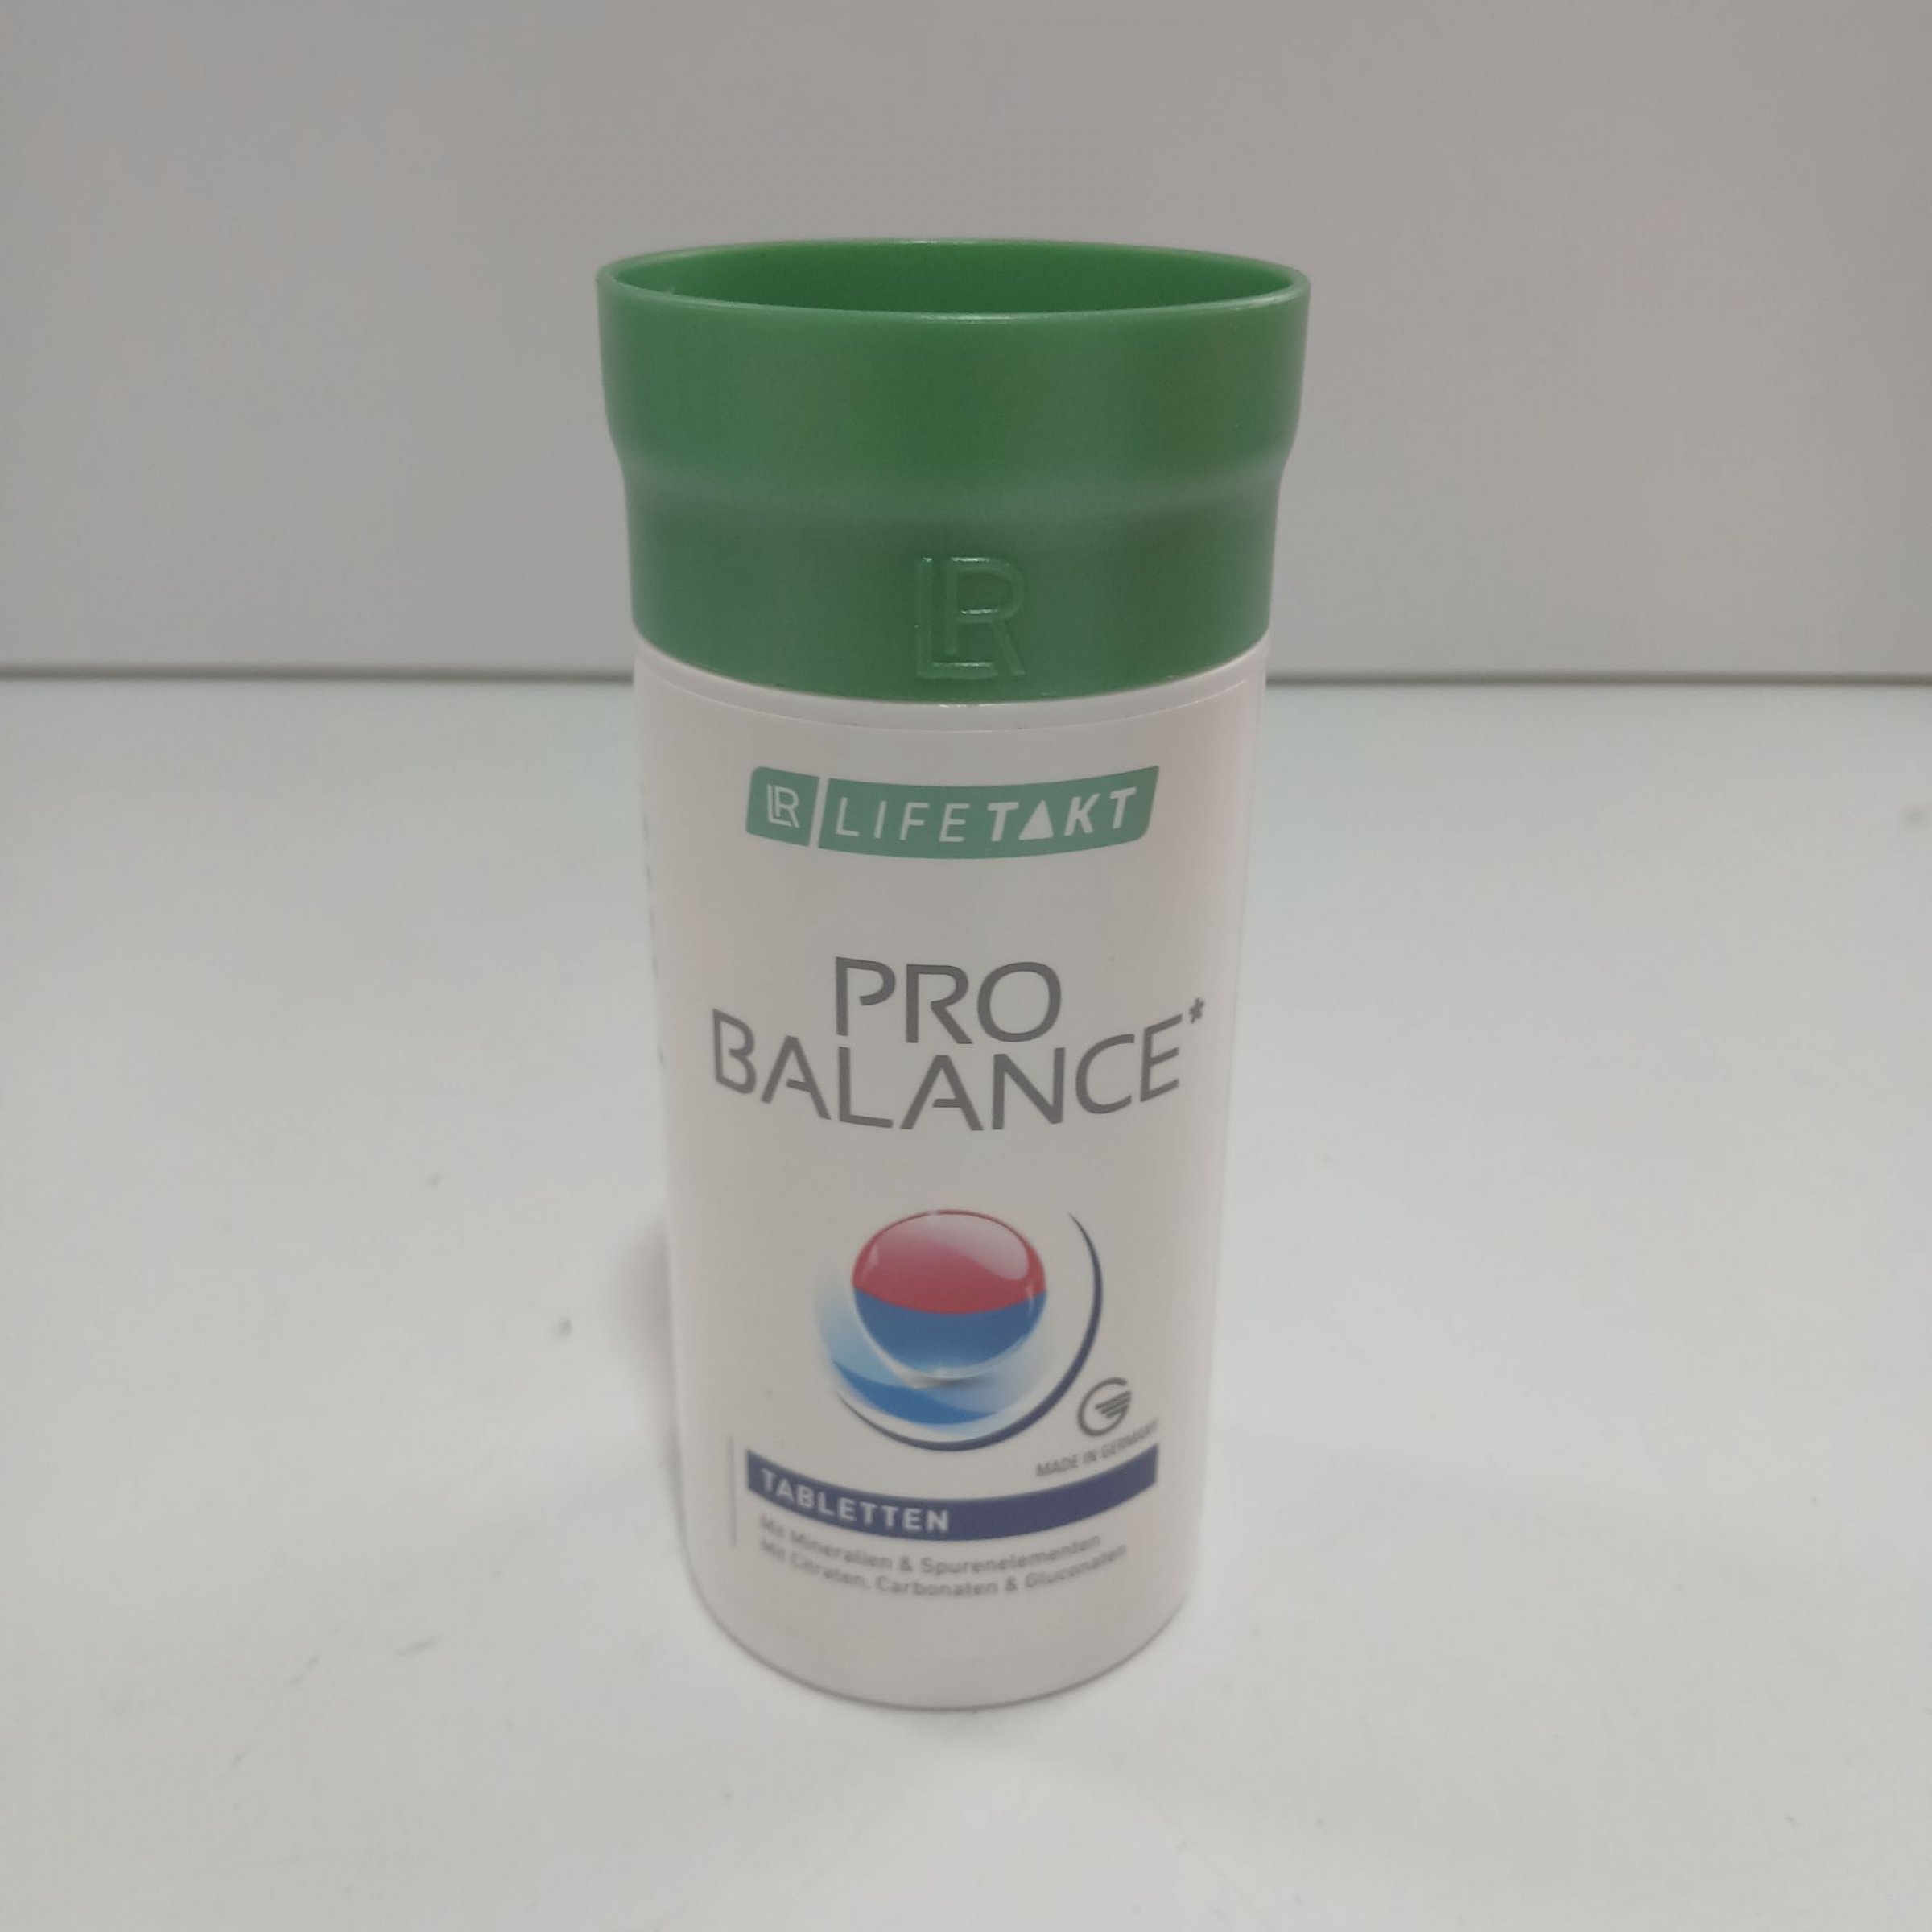 LR
LR LIFETAKT
PRO
BALANCE*
MADE IN GERMANY
TABLETTEN
Mit Mineralien & Spurenelementen
Mit Citraten, Carbonaten & Gluconaten